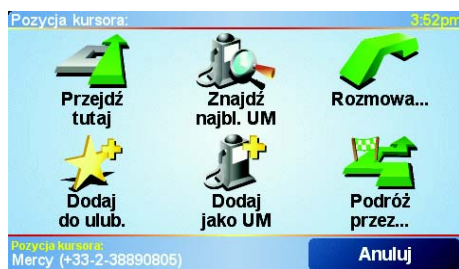 Pozycja kursora: 3:52pm
Przejdź tutaj
Znajdź najbl. UM
Rozmowa...
Dodaj do ulub.
Dodaj jako UM
Podróż przez...
Pozycja kursora:
Mercy (+33-2-38890805)
Anuluj